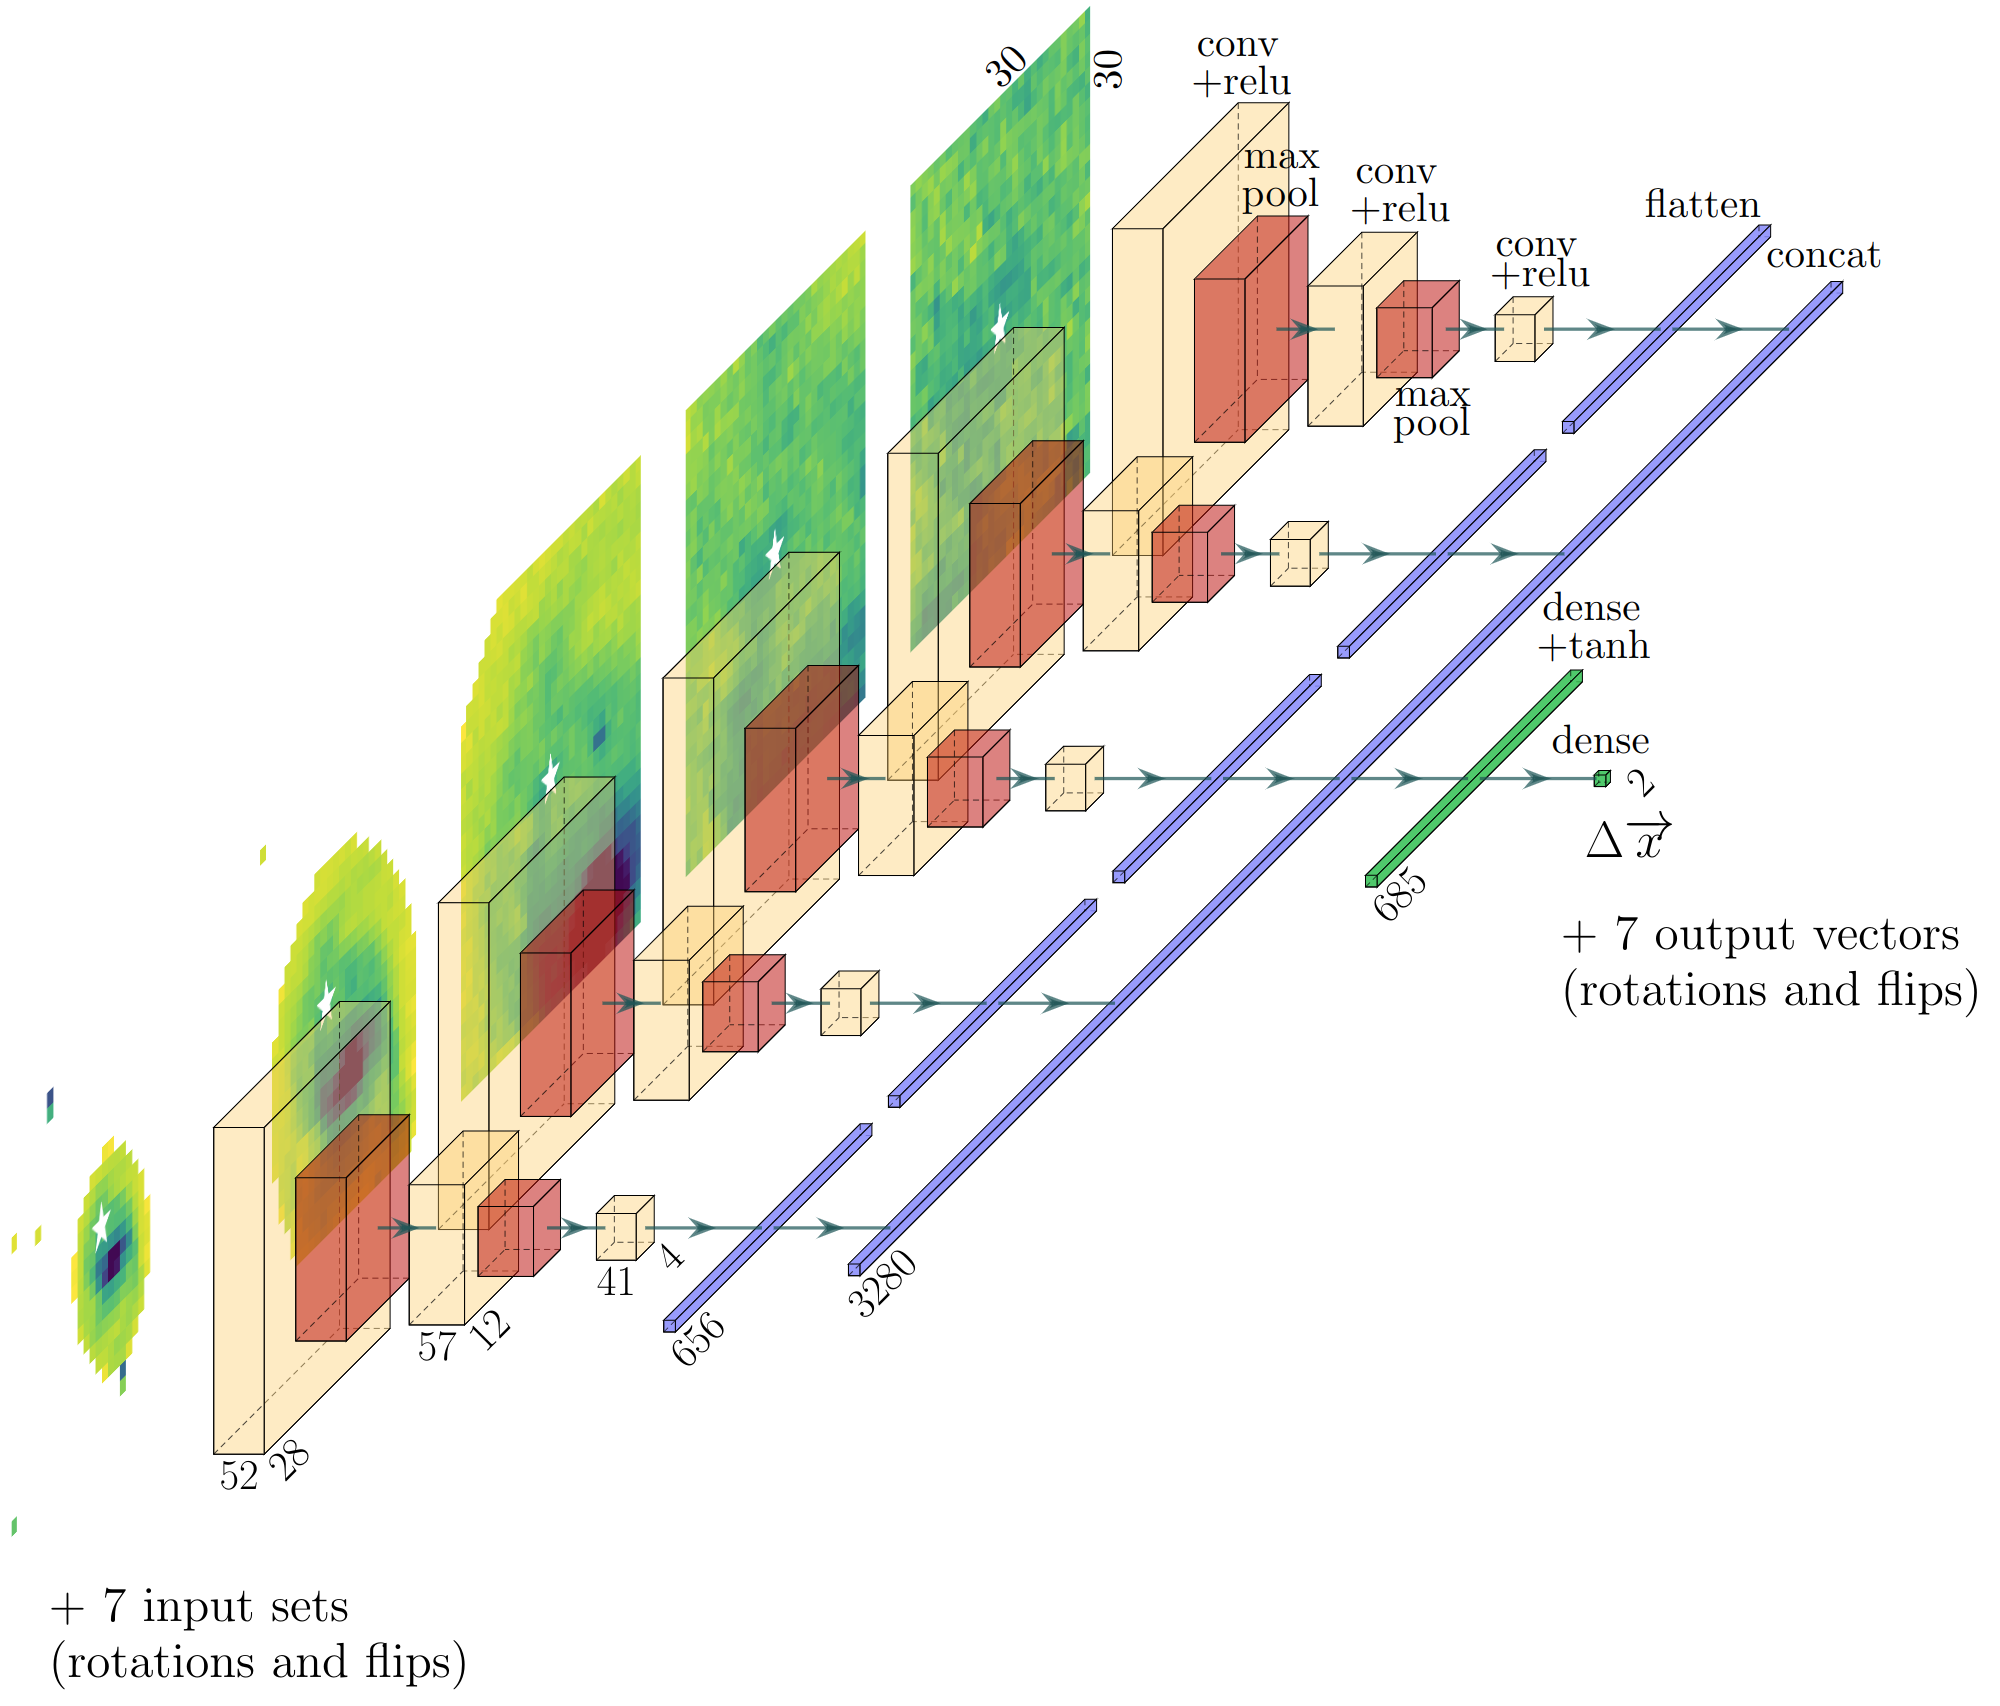 30
30
conv
+relu
max
pool
conv
+relu
conv
+relu
flatten
concat
max
pool
dense
+tanh
dense
2
Δx⃗
685
+ 7 output vectors
(rotations and flips)
41
4
3280
656
57
12
52
28
+ 7 input sets
(rotations and flips)